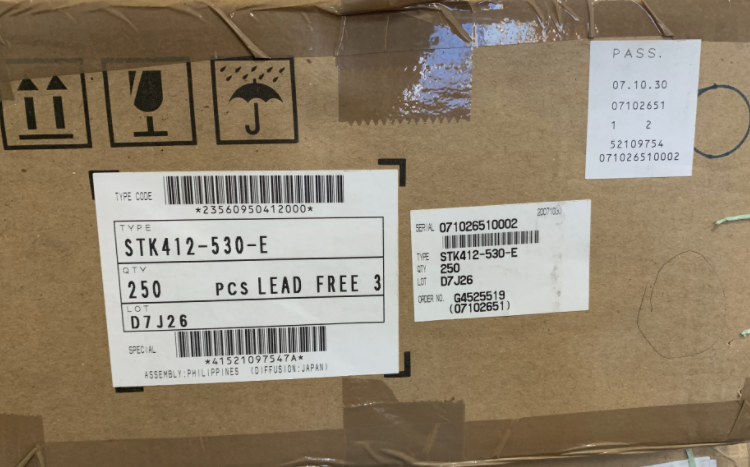 PASS.
07.10.30
07102651
1 2
52109754
071026510002
TYPE CODE
*23560950412000*
TYPE
STK412-530-E
QTY
250 PCS LEAD FREE 3
LOT
D7J26
SPECIAL
*41521097547A*
ASSEMBLY:PHILIPPINES (DIFFUSION:JAPAN)
SERIAL 071026510002
TYPE STK412-530-E
QTY 250
LOT D7J26
ORDER NO. G4525519
(07102651)